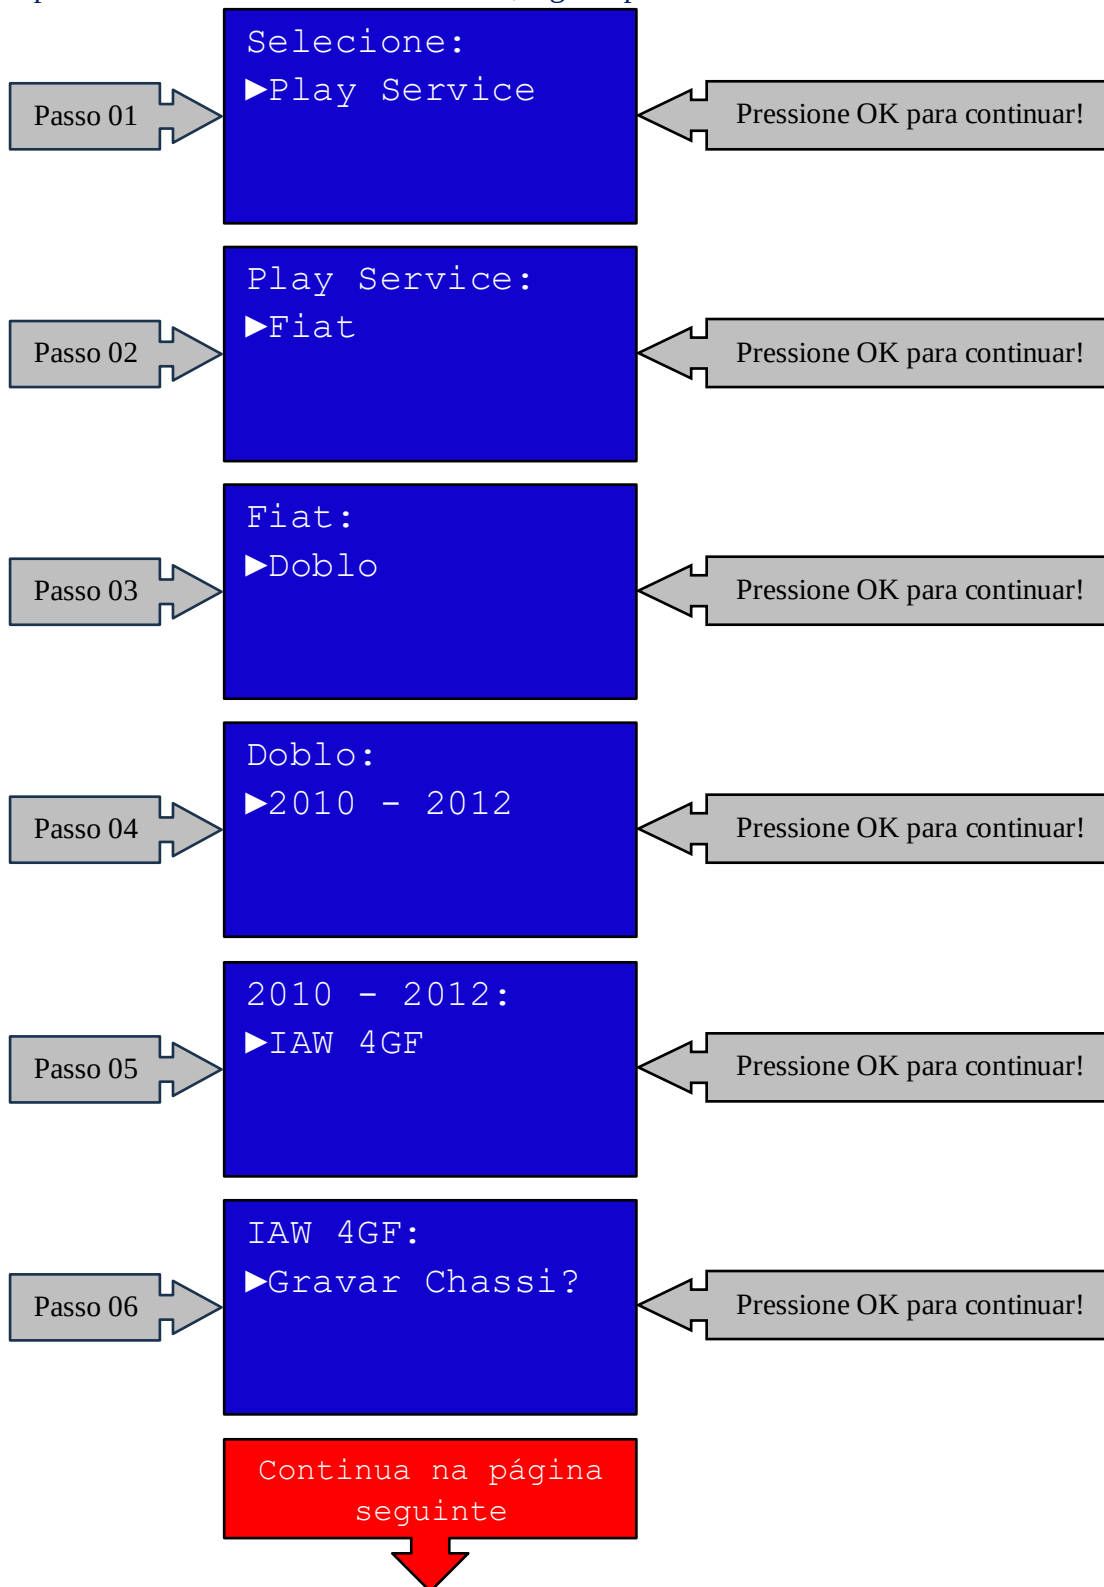 Selecione:
►Play Service
Passo 01
Pressione OK para continuar!
Play Service:
►Fiat
Passo 02
Pressione OK para continuar!
Fiat:
►Doblo
Passo 03
Pressione OK para continuar!
Doblo:
►2010 - 2012
Passo 04
Pressione OK para continuar!
2010 - 2012:
►IAW 4GF
Passo 05
Pressione OK para continuar!
IAW 4GF:
►Gravar Chassi?
Passo 06
Pressione OK para continuar!
Continua na página
seguinte